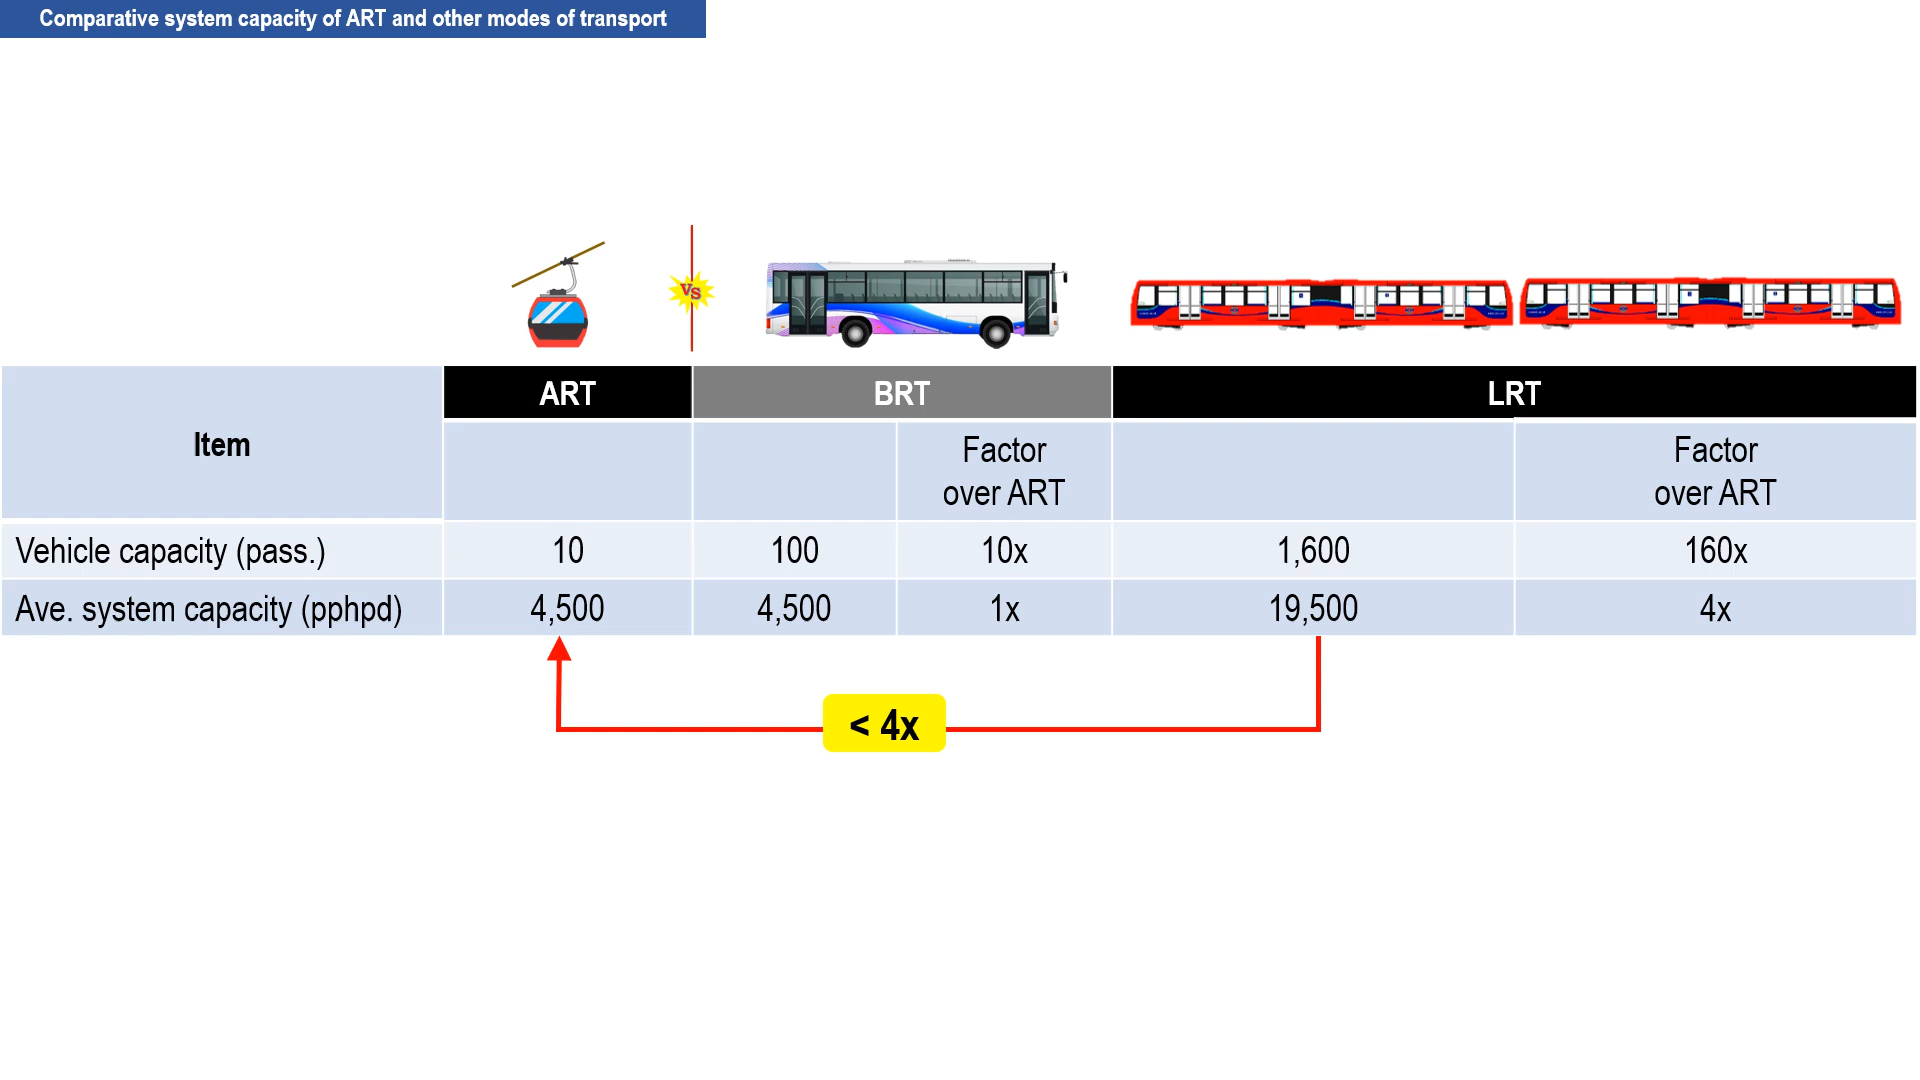 Comparative system capacity of ART and other modes of transport
Vs
Item
ART
BRT
LRT
Factor
over ART
Factor
over ART
Vehicle capacity (pass.)
10
100
10x
1,600
160x
Ave. system capacity (pphpd)
4,500
4,500
1x
19,500
4x
< 4x